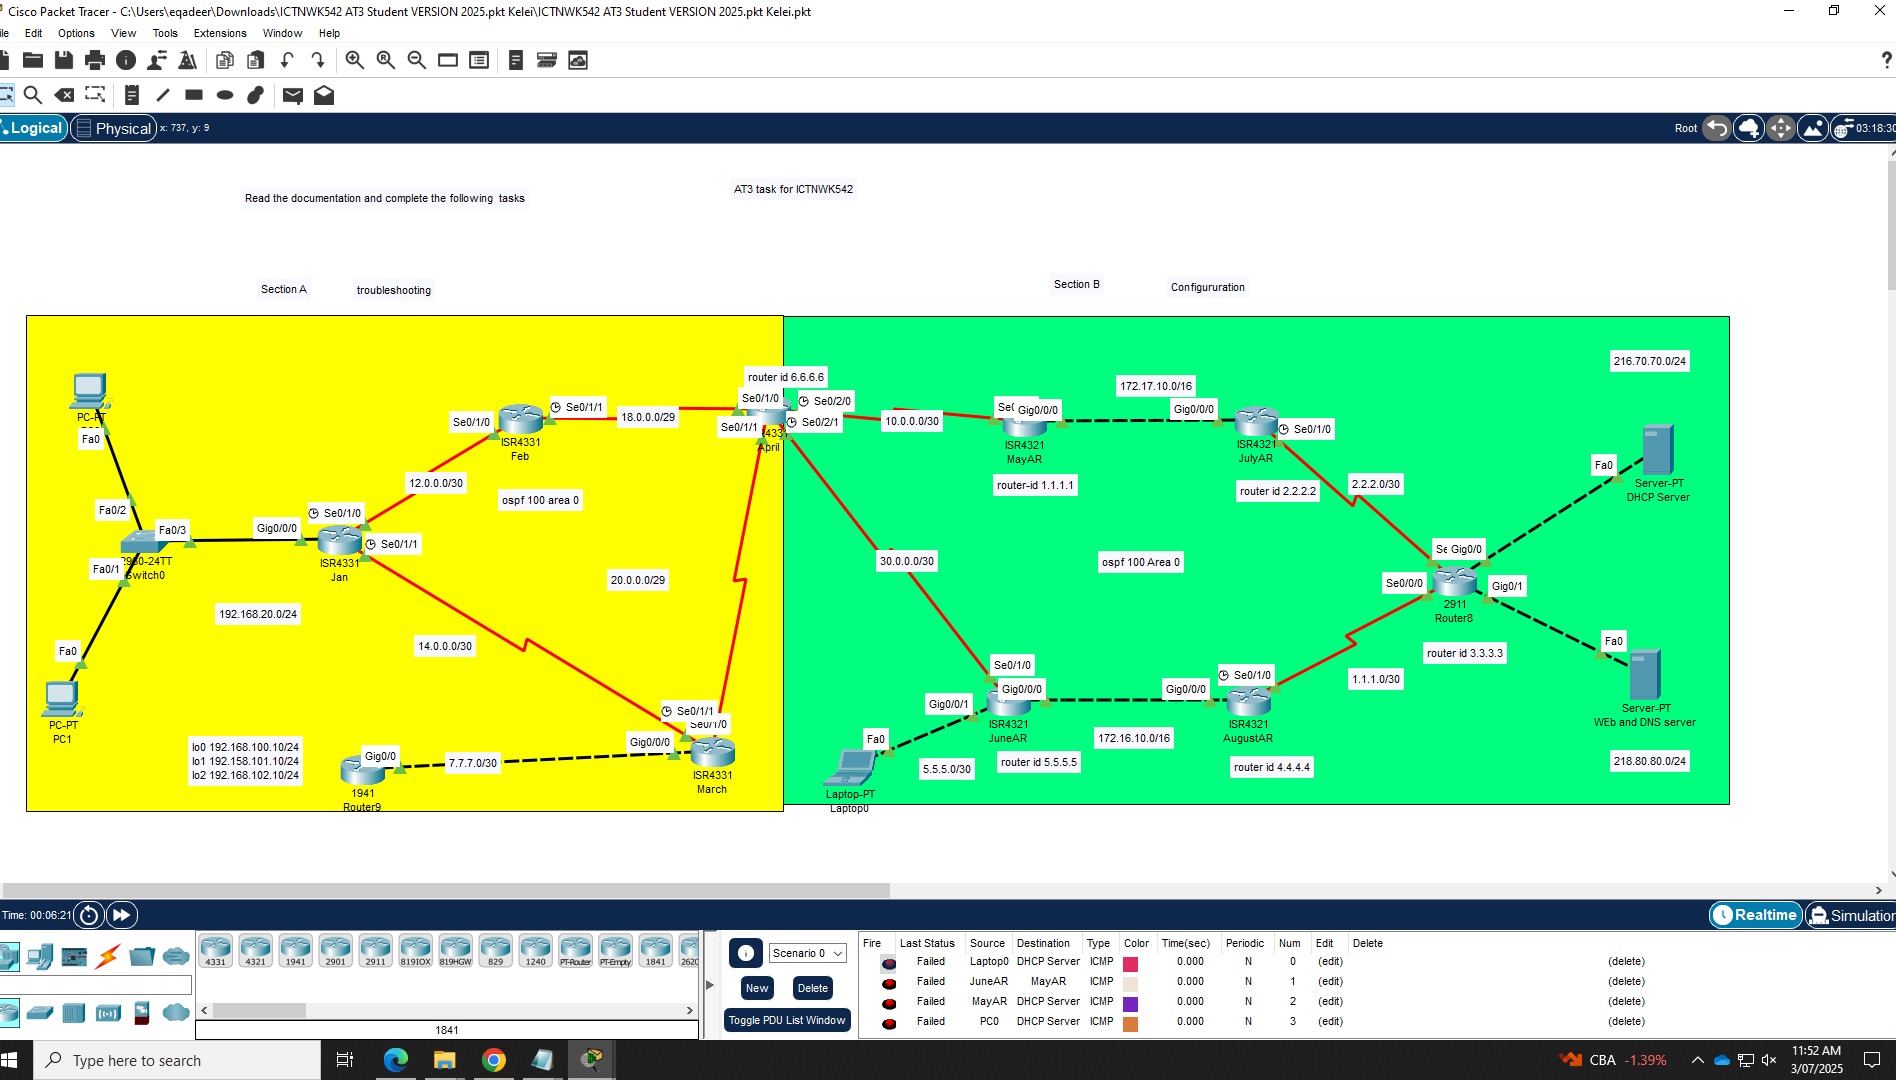 Cisco Packet Tracer - C:\Users\eqadeer\Downloads\ICTNWK542 AT3 Student VERSION 2025.pkt Kelei\ICTNWK542 AT3 Student VERSION 2025.pkt Kelei.pkt
Edit Options View Tools Extensions Window Help
Logical Physical x: 737, y: 9 Root 03:18:30
AT3 task for ICTNWK542
Read the documentation and complete the following tasks
Section A troubleshooting
Section B Configururation
216.70.70.0/24
router id 6.6.6.6
172.17.10.0/16
Se0/1/0 Se0/2/0
Se0/1/1 Se0/2/1
April
PC-PT
Fa0
Se0/1/0 Se0/1/1
18.0.0.0/29
ISR4331
Feb
10.0.0.0/30
Gig0/0/0 Gig0/0/0
ISR4321
MayAR
ISR4321
JulyAR
Se0/1/0
router-id 1.1.1.1
router id 2.2.2.2
2.2.2.0/30
Fa0
Server-PT
DHCP Server
12.0.0.0/30
ospf 100 area 0
Fa0/2
Fa0/3
Gig0/0/0
Se0/1/0
Se0/1/1
Fa0/1
Switch0
ISR4331
Jan
20.0.0.0/29
30.0.0.0/30
ospf 100 Area 0
Se Gig0/0
Se0/0/0
Gig0/1
2911
Router8
192.168.20.0/24
14.0.0.0/30
router id 3.3.3.3
Fa0
Fa0
PC-PT
PC1
Se0/1/0
Gig0/0/0
Gig0/0/1
ISR4321
JuneAR
Gig0/0/0
Se0/1/0
ISR4321
AugustAR
1.1.1.0/30
Server-PT
WEb and DNS server
Se0/1/1
Se0/1/0
Gig0/0/0
ISR4331
March
lo0 192.168.100.10/24
lo1 192.158.101.10/24
lo2 192.168.102.10/24
Gig0/0
7.7.7.0/30
1941
Router9
Fa0
Laptop-PT
Laptop0
5.5.5.0/30
router id 5.5.5.5
172.16.10.0/16
router id 4.4.4.4
218.80.80.0/24
Time: 00:06:21 Realtime Simulation
4331 4321 1941 2901 2911 819IOX 819HGW 829 1240 PT-Router PT-Empty 1841 2620
1841
Scenario 0
New Delete
Toggle PDU List Window
Fire Last Status Source Destination Type Color Time(sec) Periodic Num Edit Delete
Failed Laptop0 DHCP Server ICMP 0.000 N 0 (edit) (delete)
Failed JuneAR MayAR ICMP 0.000 N 1 (edit) (delete)
Failed MayAR DHCP Server ICMP 0.000 N 2 (edit) (delete)
Failed PC0 DHCP Server ICMP 0.000 N 3 (edit) (delete)
Type here to search
CBA -1.39%
11:52 AM
3/07/2025